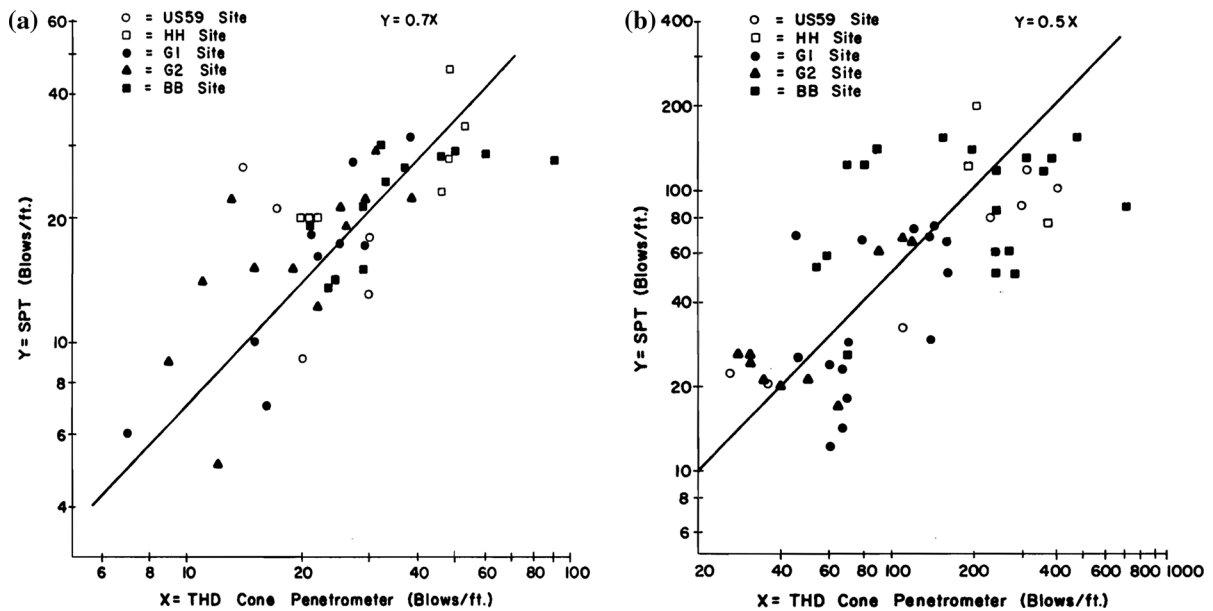 (a)
○ = US59 Site
□ = HH Site
● = G1 Site
▲ = G2 Site
■ = BB Site
Y=0.7X
60
40
20
10
8
6
4
Y = SPT (Blows/ft.)
6 8 10 20 40 60 80 100
X= THD Cone Penetrometer (Blows/ft.)
(b)
○ = US59 Site
□ = HH Site
● = G1 Site
▲ = G2 Site
■ = BB Site
Y=0.5X
400
200
100
80
60
40
20
10
8
6
Y=SPT (Blows/ft.)
20 40 60 80 100 200 400 600 1000
X= THD Cone Penetrometer (Blows/ft.)